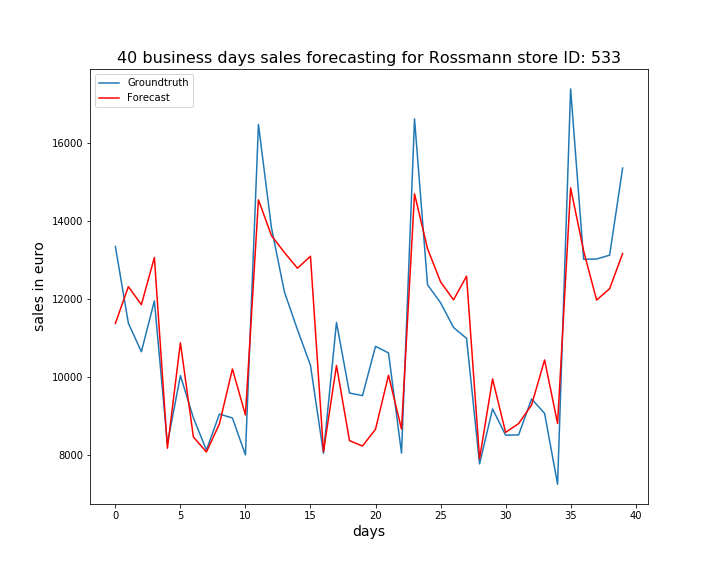 40 business days sales forecasting for Rossmann store ID: 533
Groundtruth
Forecast
sales in euro
16000
14000
12000
10000
8000
0 5 10 15 20 25 30 35 40
days